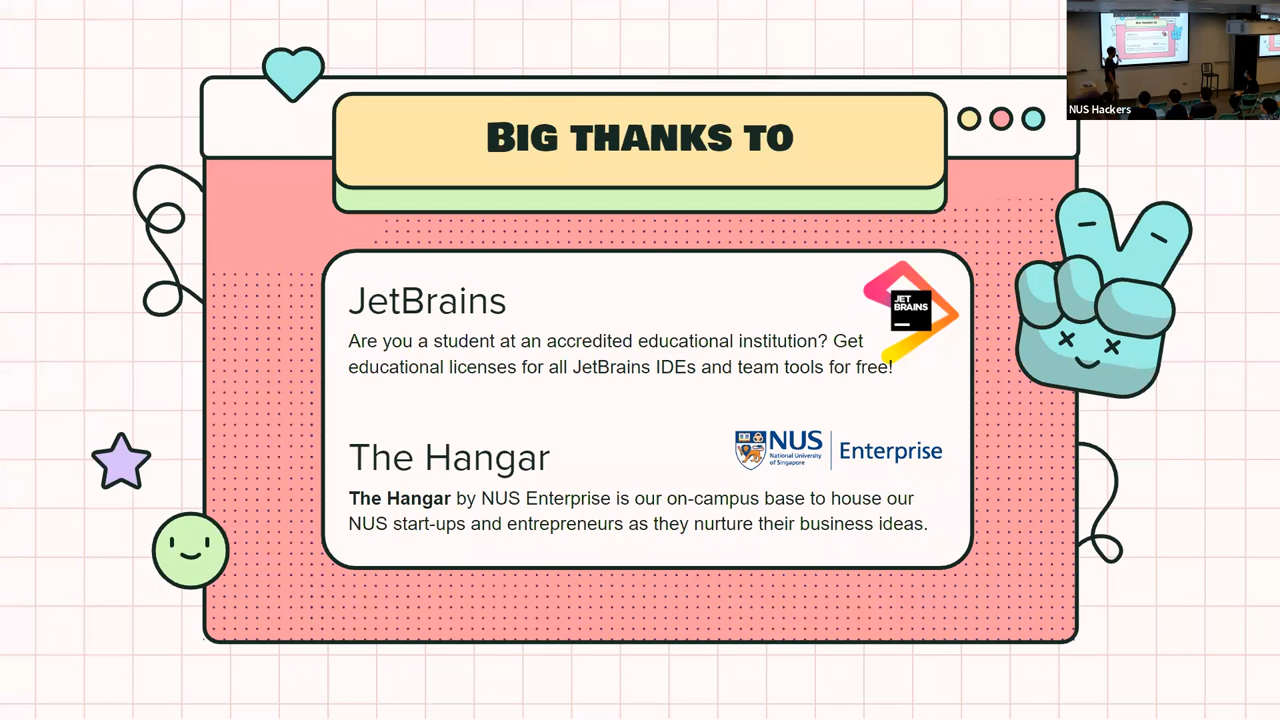 BIG THANKS TO
NUS Hackers
JetBrains
JET
BRAINS
Are you a student at an accredited educational institution? Get
educational licenses for all JetBrains IDEs and team tools for free!
The Hangar
NUS
National University
of Singapore
Enterprise
The Hangar by NUS Enterprise is our on-campus base to house our
NUS start-ups and entrepreneurs as they nurture their business ideas.